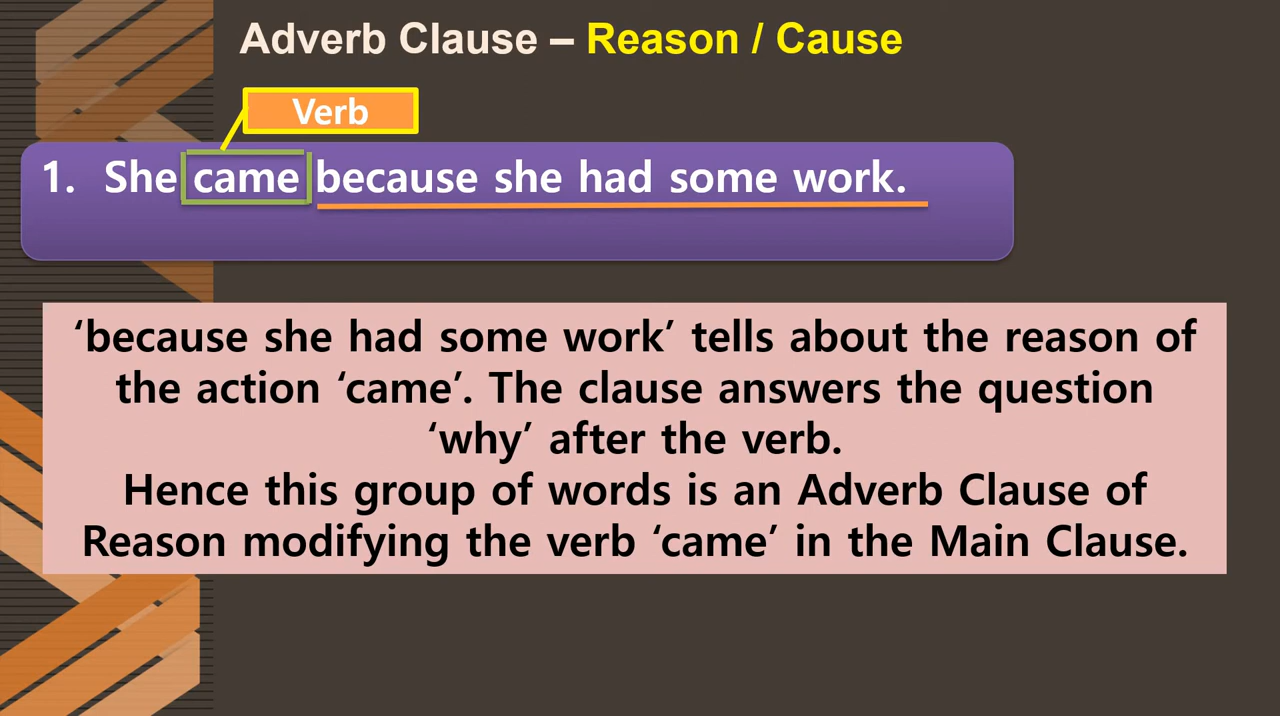 Adverb Clause – Reason / Cause
Verb
1. She came because she had some work.
‘because she had some work’ tells about the reason of
the action ‘came’. The clause answers the question
‘why’ after the verb.
Hence this group of words is an Adverb Clause of
Reason modifying the verb ‘came’ in the Main Clause.